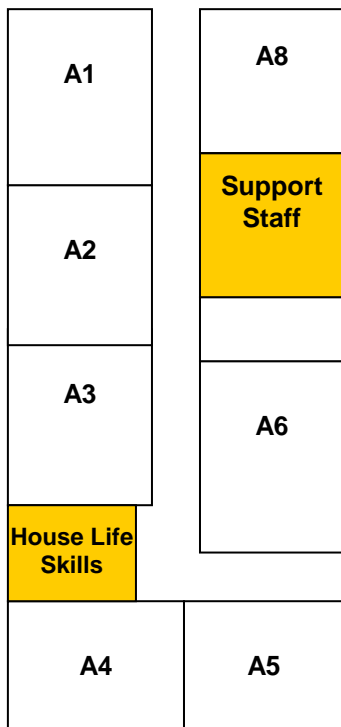 A1
A8
Support
Staff
A2
A3
A6
House Life
Skills
A4
A5